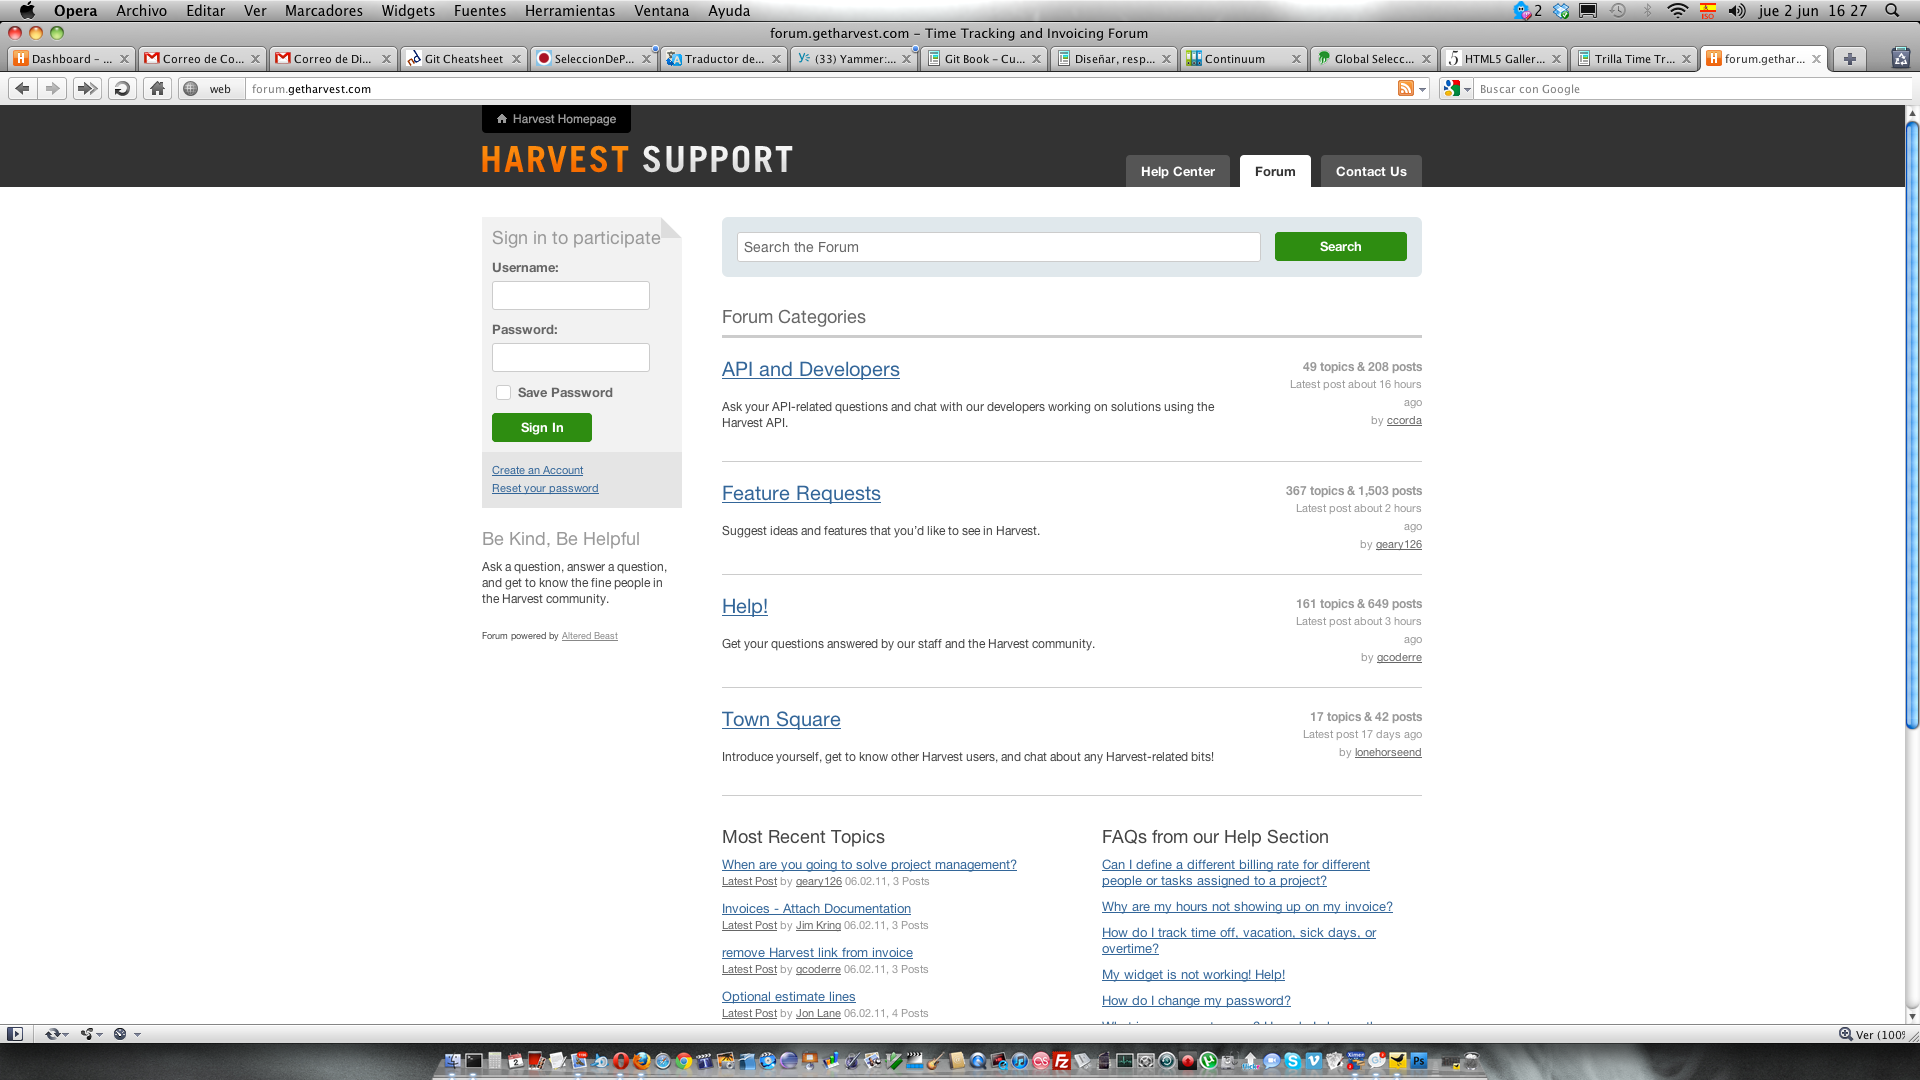 Opera Archivo Editar Ver Marcadores Widgets Fuentes Herramientas Ventana Ayuda 2 ISO jue 2 jun 16 27
forum.getharvest.com – Time Tracking and Invoicing Forum
Dashboard – ... Correo de Co... Correo de Di... Git Cheatsheet SeleccionDeP... Traductor de... (33) Yammer:... Git Book – Cu... Diseñar, resp... Continuum Global Selecc... HTML5 Galler... Trilla Time Tr... forum.gethar...
web forum.getharvest.com Buscar con Google
Harvest Homepage
HARVEST SUPPORT
Help Center Forum Contact Us
Sign in to participate
Username:
Password:
Save Password
Sign In
Create an Account
Reset your password
Be Kind, Be Helpful
Ask a question, answer a question,
and get to know the fine people in
the Harvest community.
Forum powered by Altered Beast
Search the Forum Search
Forum Categories
API and Developers
Ask your API-related questions and chat with our developers working on solutions using the
Harvest API.
49 topics & 208 posts
Latest post about 16 hours
ago
by ccorda
Feature Requests
Suggest ideas and features that you'd like to see in Harvest.
367 topics & 1,503 posts
Latest post about 2 hours
ago
by geary126
Help!
Get your questions answered by our staff and the Harvest community.
161 topics & 649 posts
Latest post about 3 hours
ago
by gcoderre
Town Square
Introduce yourself, get to know other Harvest users, and chat about any Harvest-related bits!
17 topics & 42 posts
Latest post 17 days ago
by lonehorseend
Most Recent Topics
When are you going to solve project management?
Latest Post by geary126 06.02.11, 3 Posts
Invoices - Attach Documentation
Latest Post by Jim Kring 06.02.11, 3 Posts
remove Harvest link from invoice
Latest Post by gcoderre 06.02.11, 3 Posts
Optional estimate lines
Latest Post by Jon Lane 06.02.11, 4 Posts
FAQs from our Help Section
Can I define a different billing rate for different
people or tasks assigned to a project?
Why are my hours not showing up on my invoice?
How do I track time off, vacation, sick days, or
overtime?
My widget is not working! Help!
How do I change my password?
Ver (100%